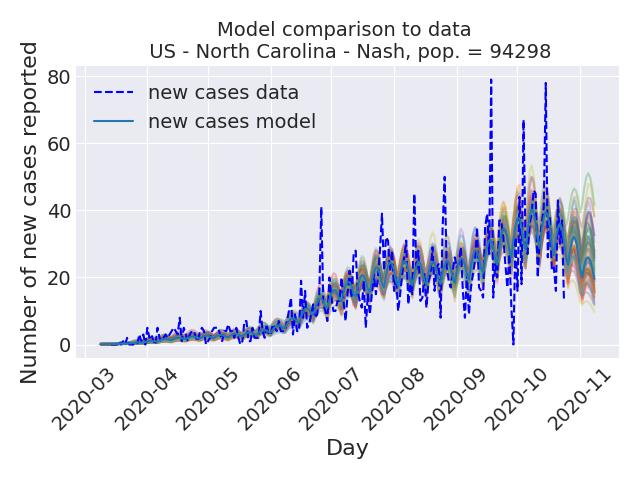 Model comparison to data
US - North Carolina - Nash, pop. = 94298
Number of new cases reported
80
60
40
20
0
new cases data
new cases model
2020-03
2020-04
2020-05
2020-06
2020-07
2020-08
2020-09
2020-10
2020-11
Day